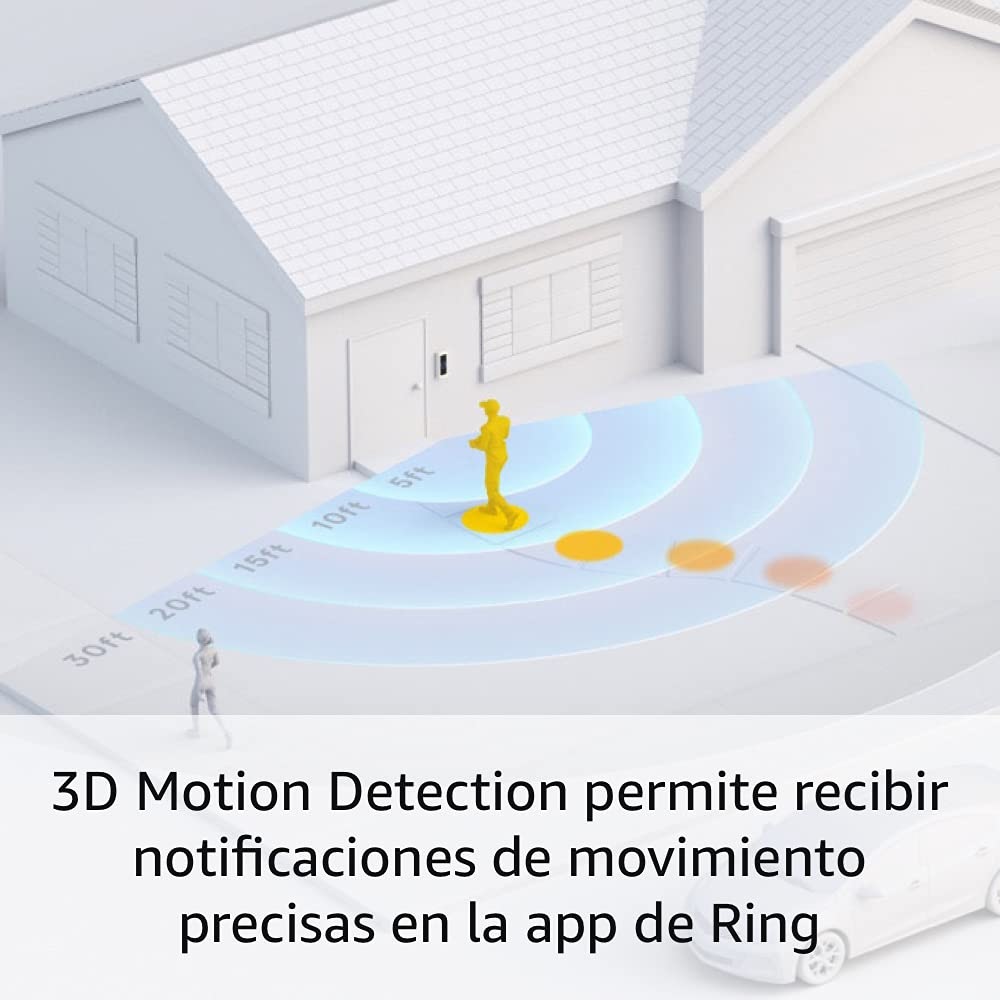 5ft
10ft
15ft
20ft
30ft
3D Motion Detection permite recibir
notificaciones de movimiento
precisas en la app de Ring